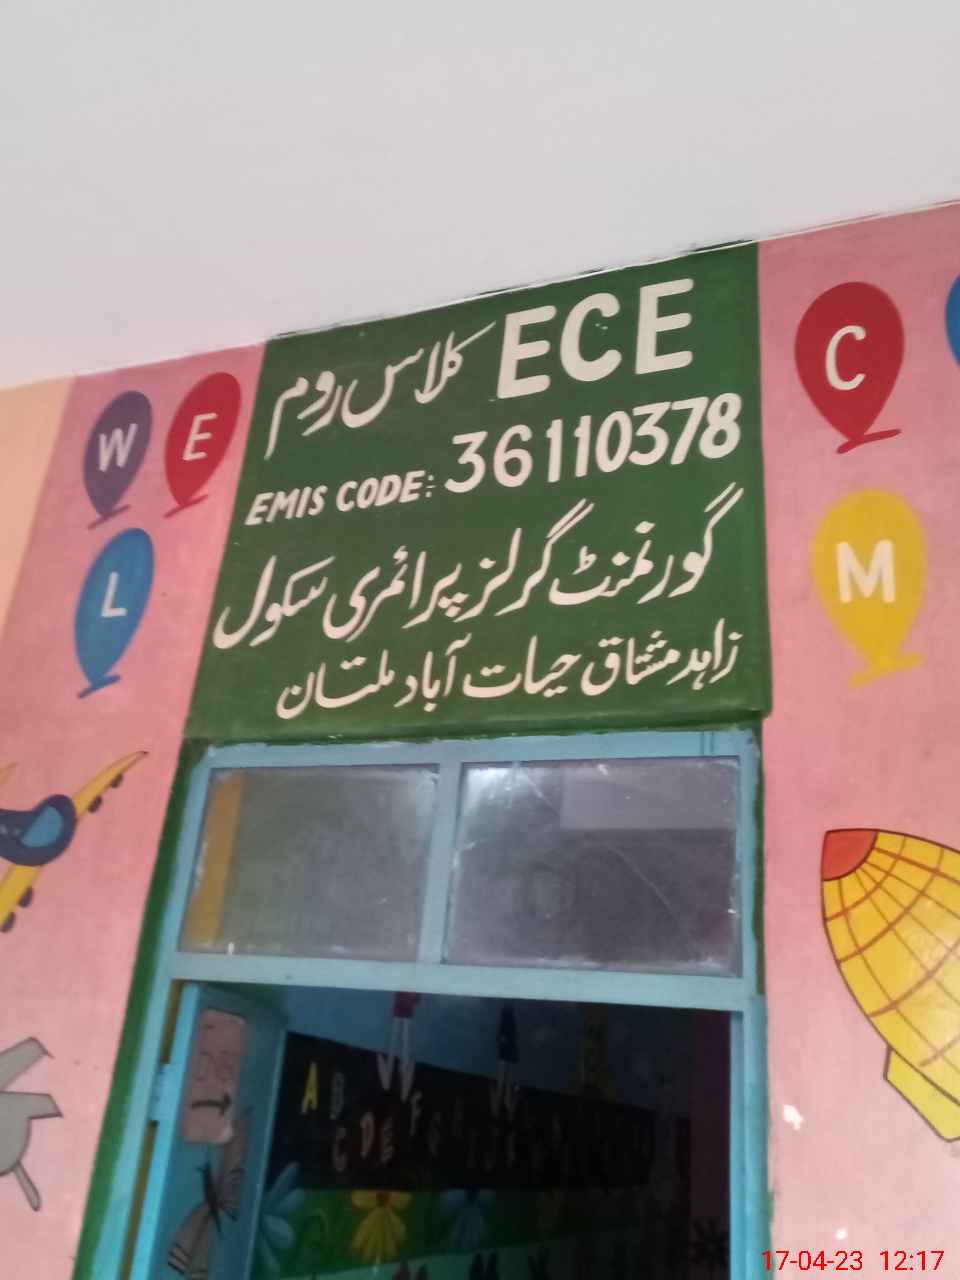 ECE کلاس روم
EMIS CODE:- 36110378
گورنمنٹ گرلز پرائمری سکول
زاہد مشتاق حیات آباد ملتان
W E
L
C
M
A B C D E F G
17-04-23 12:17